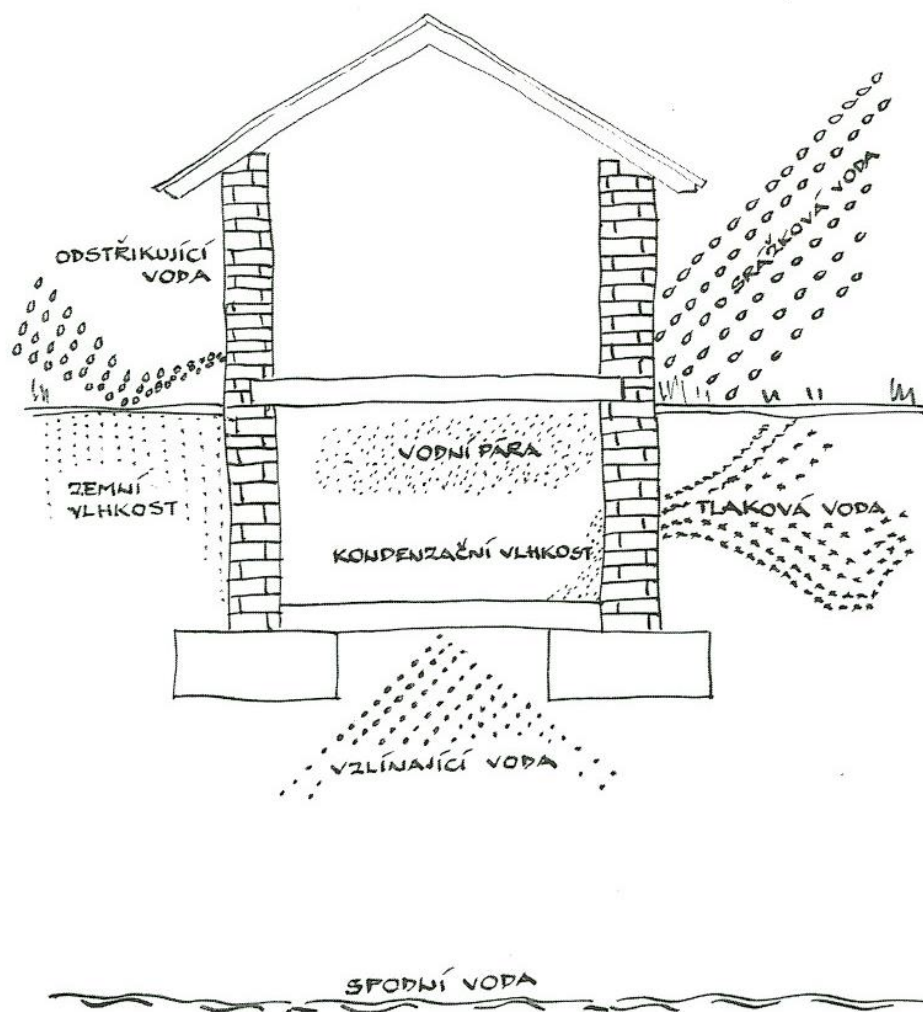 ODSTŘIKUJÍCÍ
VODA
SRÁŽKOVÁ VODA
ZEMNÍ
VLHKOST
VODNÍ PÁRA
TLAKOVÁ VODA
KONDENZAČNÍ VLHKOST
VZLÍNAJÍCÍ VODA
SPODNÍ VODA